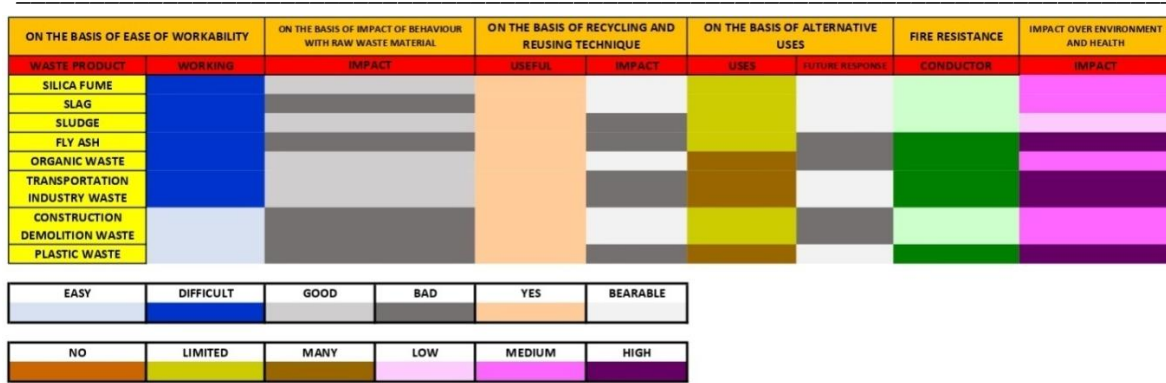 ON THE BASIS OF EASE OF WORKABILITY
ON THE BASIS OF IMPACT OF BEHAVIOUR
WITH RAW WASTE MATERIAL
ON THE BASIS OF RECYCLING AND
REUSING TECHNIQUE
ON THE BASIS OF ALTERNATIVE
USES
FIRE RESISTANCE
IMPACT OVER ENVIRONMENT
AND HEALTH
WASTE PRODUCT
WORKING
IMPACT
USEFUL
IMPACT
USES
FUTURE RESPONSE
CONDUCTOR
IMPACT
SILICA FUME
SLAG
SLUDGE
FLY ASH
ORGANIC WASTE
TRANSPORTATION
INDUSTRY WASTE
CONSTRUCTION
DEMOLITION WASTE
PLASTIC WASTE
EASY
DIFFICULT
GOOD
BAD
YES
BEARABLE
NO
LIMITED
MANY
LOW
MEDIUM
HIGH